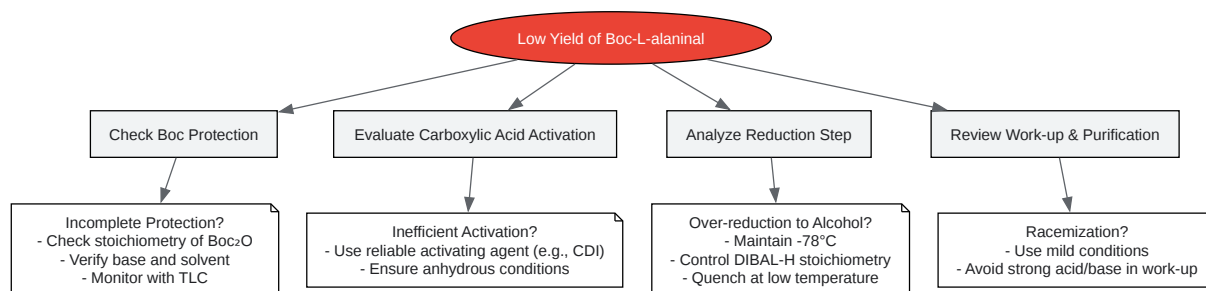 Low Yield of Boc-L-alaninal
Check Boc Protection
Evaluate Carboxylic Acid Activation
Analyze Reduction Step
Review Work-up & Purification
Incomplete Protection?
- Check stoichiometry of Boc₂O
- Verify base and solvent
- Monitor with TLC
Inefficient Activation?
- Use reliable activating agent (e.g., CDI)
- Ensure anhydrous conditions
Over-reduction to Alcohol?
- Maintain -78°C
- Control DIBAL-H stoichiometry
- Quench at low temperature
Racemization?
- Use mild conditions
- Avoid strong acid/base in work-up